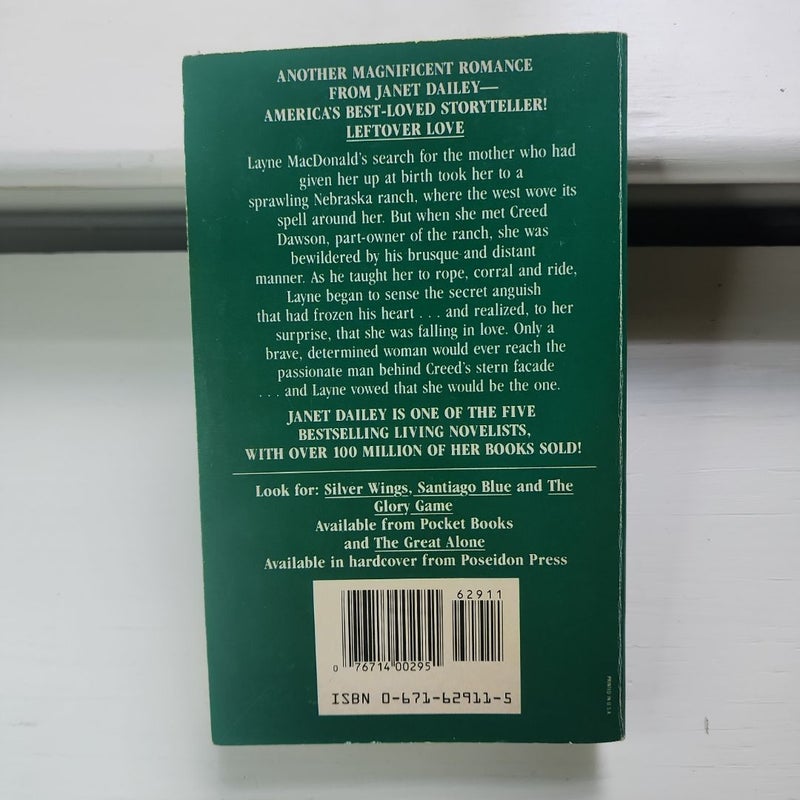 ANOTHER MAGNIFICENT ROMANCE
FROM JANET DAILEY—
AMERICA'S BEST-LOVED STORYTELLER!
LEFTOVER LOVE
Layne MacDonald's search for the mother who had
given her up at birth took her to a
sprawling Nebraska ranch, where the west wove its
spell around her. But when she met Creed
Dawson, part-owner of the ranch, she was
bewildered by his brusque and distant
manner. As he taught her to rope, corral and ride,
Layne began to sense the secret anguish
that had frozen his heart . . . and realized, to her
surprise, that she was falling in love. Only a
brave, determined woman would ever reach the
passionate man behind Creed's stern facade
. . . and Layne vowed that she would be the one.
JANET DAILEY IS ONE OF THE FIVE
BESTSELLING LIVING NOVELISTS,
WITH OVER 100 MILLION OF HER BOOKS SOLD!
Look for: Silver Wings, Santiago Blue and The
Glory Game
Available from Pocket Books
and The Great Alone
Available in hardcover from Poseidon Press
62911
0 76714 00295
ISBN 0-671-62911-5
PRINTED IN U.S.A.